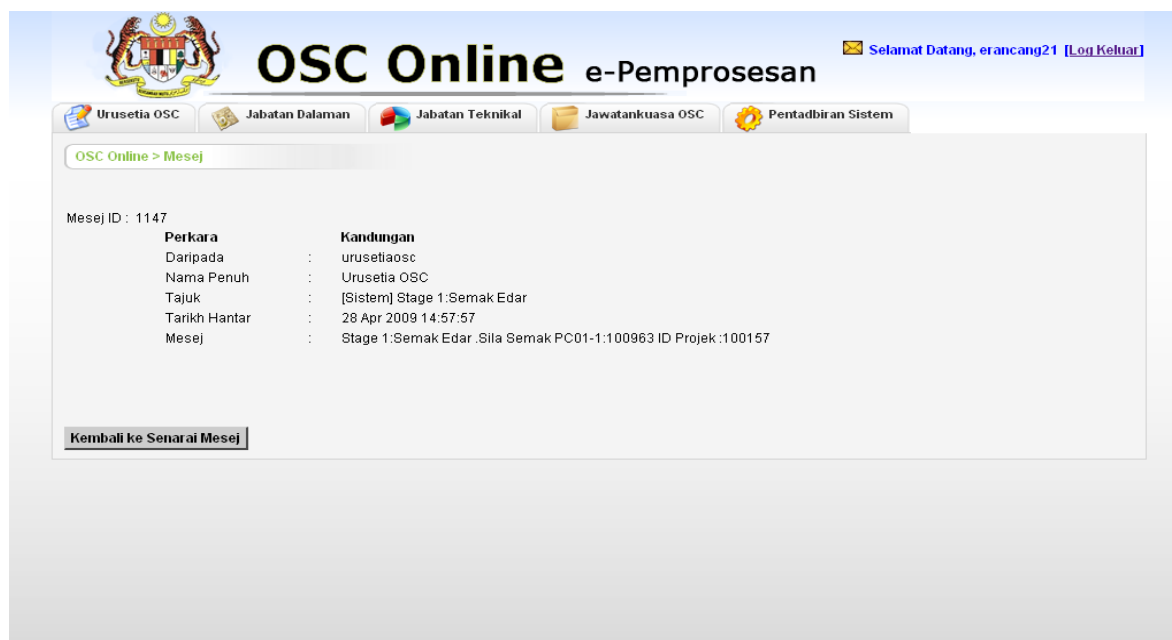 OSC Online e-Pemprosesan
Selamat Datang, erancang21 [Log Keluar]
Urusetia OSC Jabatan Dalaman Jabatan Teknikal Jawatankuasa OSC Pentadbiran Sistem
OSC Online > Mesej
Mesej ID : 1147
Perkara Kandungan
Daripada : urusetiaosc
Nama Penuh : Urusetia OSC
Tajuk : [Sistem] Stage 1:Semak Edar
Tarikh Hantar : 28 Apr 2009 14:57:57
Mesej : Stage 1:Semak Edar .Sila Semak PC01-1:100963 ID Projek :100157
Kembali ke Senarai Mesej